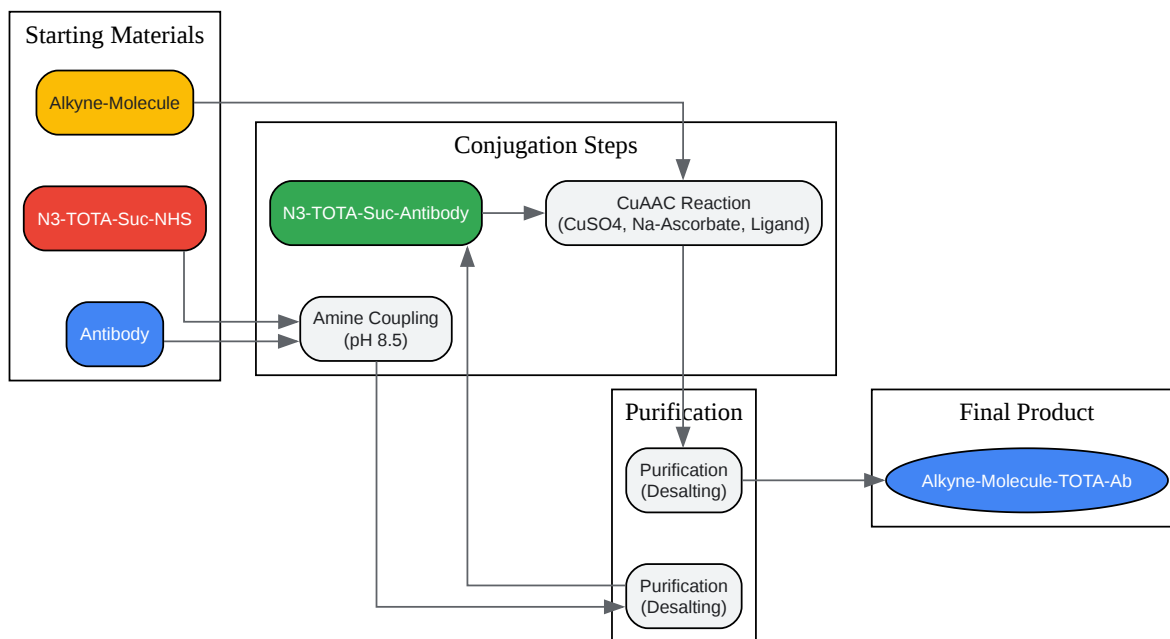 Starting Materials
Alkyne-Molecule
N3-TOTA-Suc-NHS
Antibody
Conjugation Steps
N3-TOTA-Suc-Antibody
CuAAC Reaction
(CuSO4, Na-Ascorbate, Ligand)
Amine Coupling
(pH 8.5)
Purification
Purification
(Desalting)
Purification
(Desalting)
Final Product
Alkyne-Molecule-TOTA-Ab